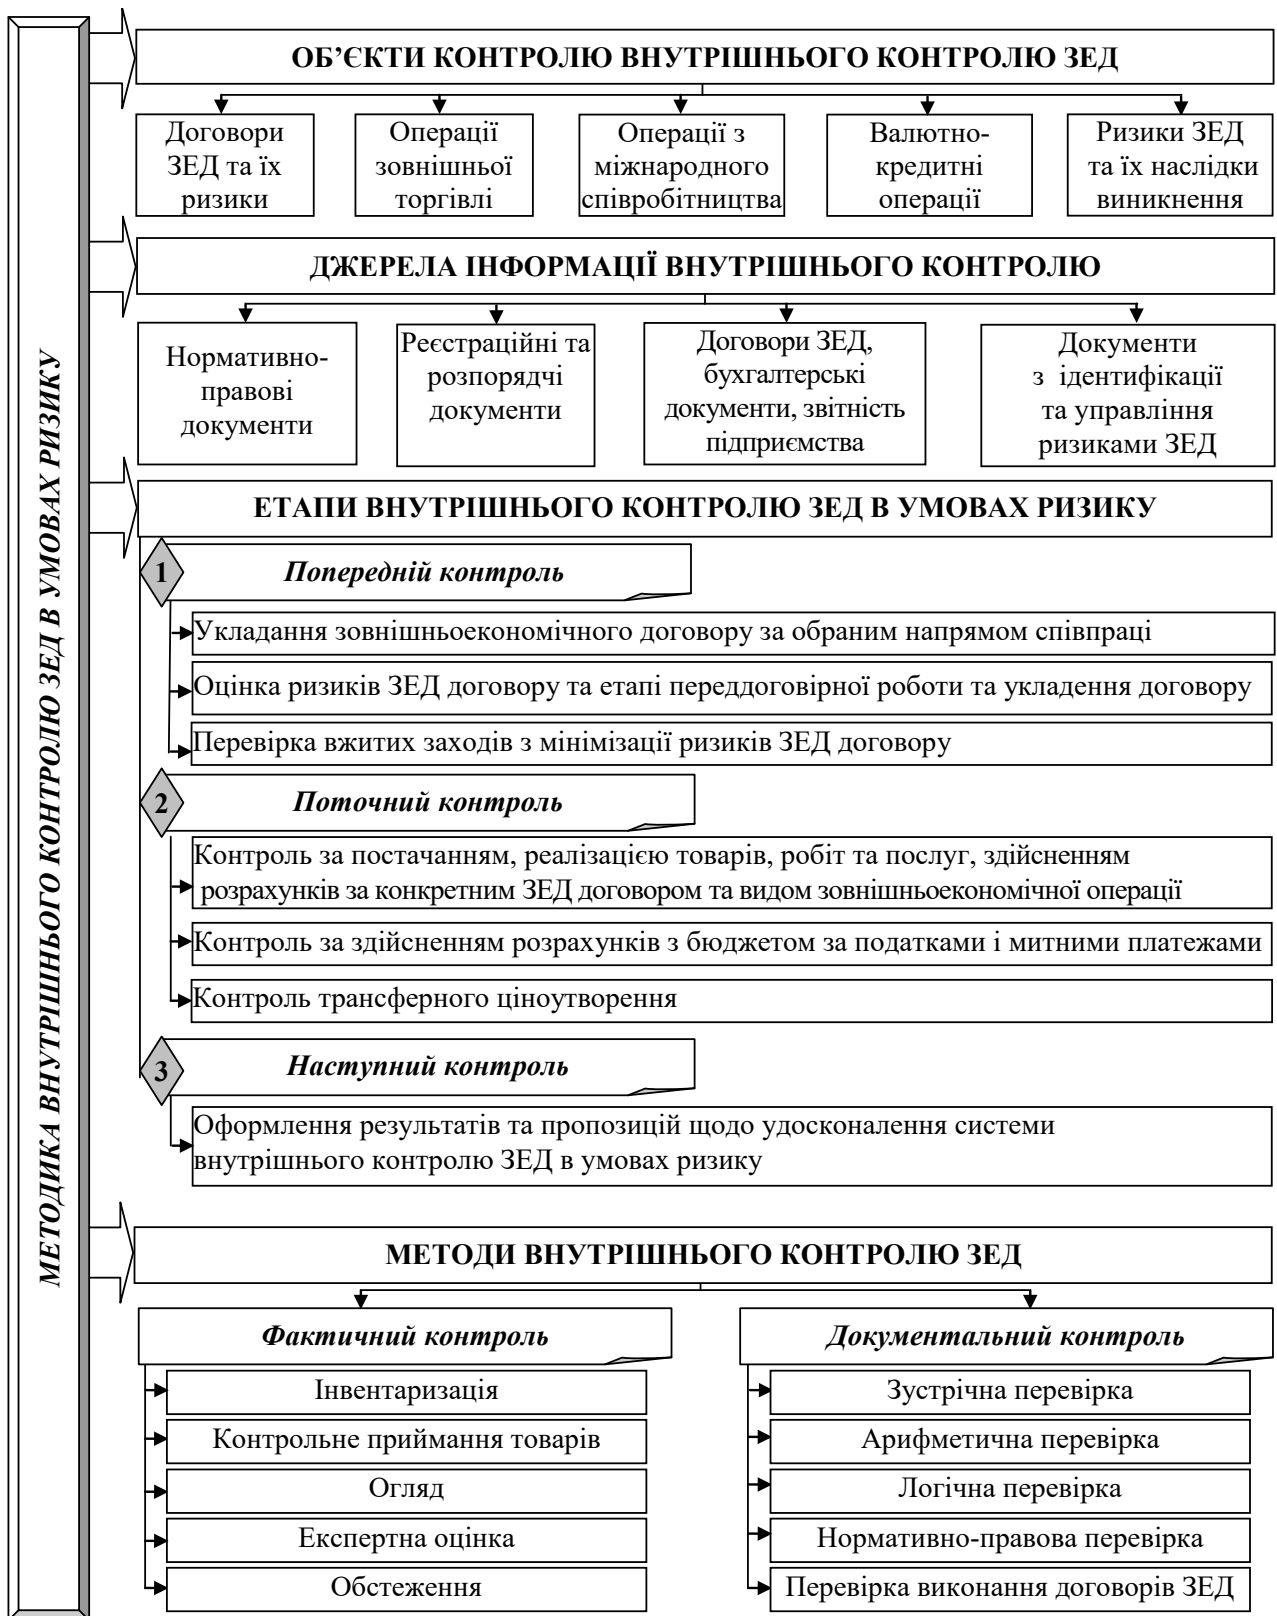 МЕТОДИКА ВНУТРІШНЬОГО КОНТРОЛЮ ЗЕД В УМОВАХ РИЗИКУ
ОБ’ЄКТИ КОНТРОЛЮ ВНУТРІШНЬОГО КОНТРОЛЮ ЗЕД
Договори
ЗЕД та їх
ризики
Операції
зовнішньої
торгівлі
Операції з
міжнародного
співробітництва
Валютно-
кредитні
операції
Ризики ЗЕД
та їх наслідки
виникнення
ДЖЕРЕЛА ІНФОРМАЦІЇ ВНУТРІШНЬОГО КОНТРОЛЮ
Нормативно-
правові
документи
Реєстраційні та
розпорядчі
документи
Договори ЗЕД,
бухгалтерські
документи, звітність
підприємства
Документи
з ідентифікації
та управління
ризиками ЗЕД
ЕТАПИ ВНУТРІШНЬОГО КОНТРОЛЮ ЗЕД В УМОВАХ РИЗИКУ
1 Попередній контроль
Укладання зовнішньоекономічного договору за обраним напрямом співпраці
Оцінка ризиків ЗЕД договору та етапі переддоговірної роботи та укладення договору
Перевірка вжитих заходів з мінімізації ризиків ЗЕД договору
2 Поточний контроль
Контроль за постачанням, реалізацією товарів, робіт та послуг, здійсненням
розрахунків за конкретним ЗЕД договором та видом зовнішньоекономічної операції
Контроль за здійсненням розрахунків з бюджетом за податками і митними платежами
Контроль трансферного ціноутворення
3 Наступний контроль
Оформлення результатів та пропозицій щодо удосконалення системи
внутрішнього контролю ЗЕД в умовах ризику
МЕТОДИ ВНУТРІШНЬОГО КОНТРОЛЮ ЗЕД
Фактичний контроль
Інвентаризація
Контрольне приймання товарів
Огляд
Експертна оцінка
Обстеження
Документальний контроль
Зустрічна перевірка
Арифметична перевірка
Логічна перевірка
Нормативно-правова перевірка
Перевірка виконання договорів ЗЕД